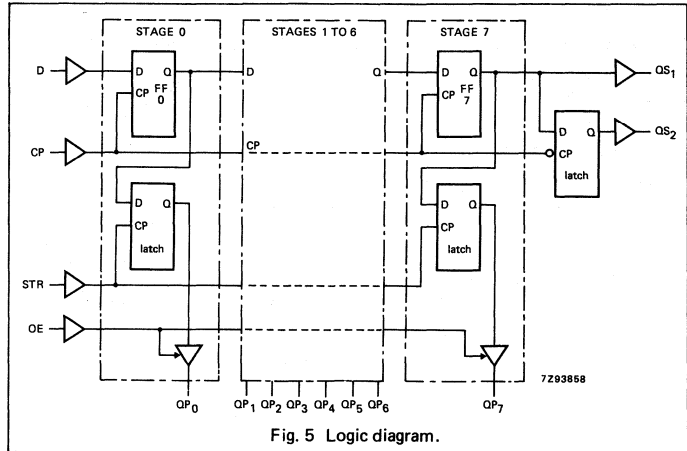 STAGE 0
STAGES 1 TO 6
STAGE 7
D
D Q
FF
0
CP
D
Q
D Q
FF
7
CP
QS1
CP
CP
D Q
CP
latch
QS2
D Q
CP
latch
D Q
CP
latch
STR
OE
7Z93858
QP0
QP1 QP2 QP3 QP4 QP5 QP6
QP7
Fig. 5 Logic diagram.